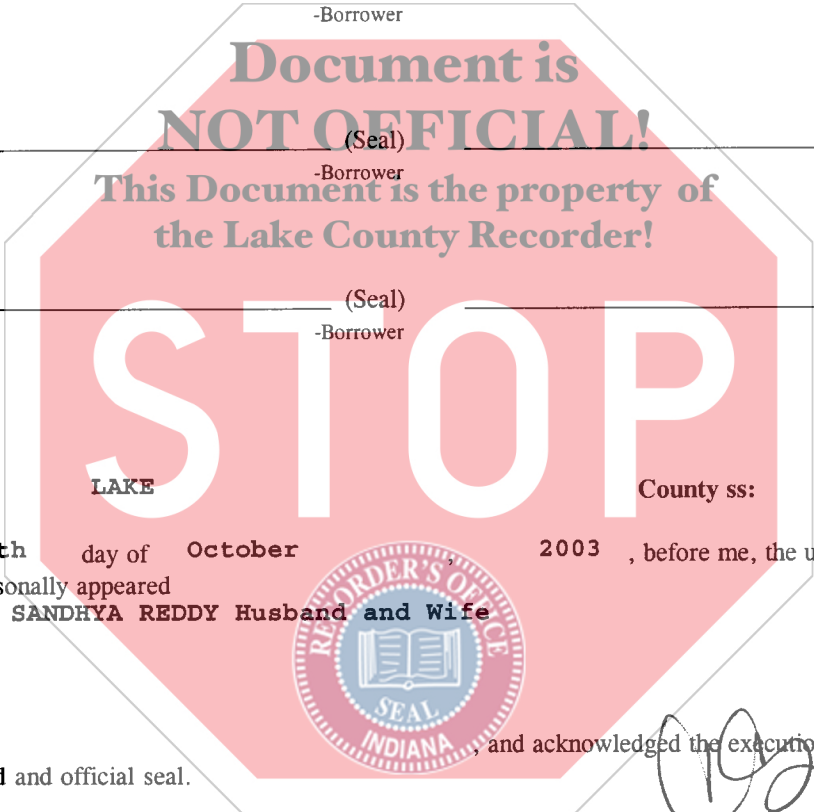 -Borrower
Document is
NOT OFFICIAL!
(Seal)
-Borrower
This Document is the property of
the Lake County Recorder!
(Seal)
-Borrower
STOP
LAKE County ss:
th day of October , 2003 , before me, the u
sonally appeared
SANDHYA REDDY Husband and Wife
RECORDER'S OFFICE
SEAL
INDIANA
, and acknowledged the executio
d and official seal.